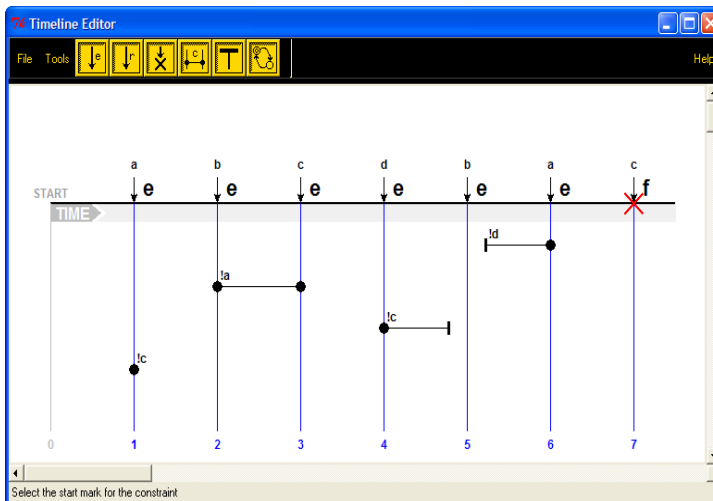 Timeline Editor
File Tools e r c T Help
a b c d b a c
START e e e e e e f
TIME
!d
!a
!c
!c
0 1 2 3 4 5 6 7
Select the start mark for the constraint